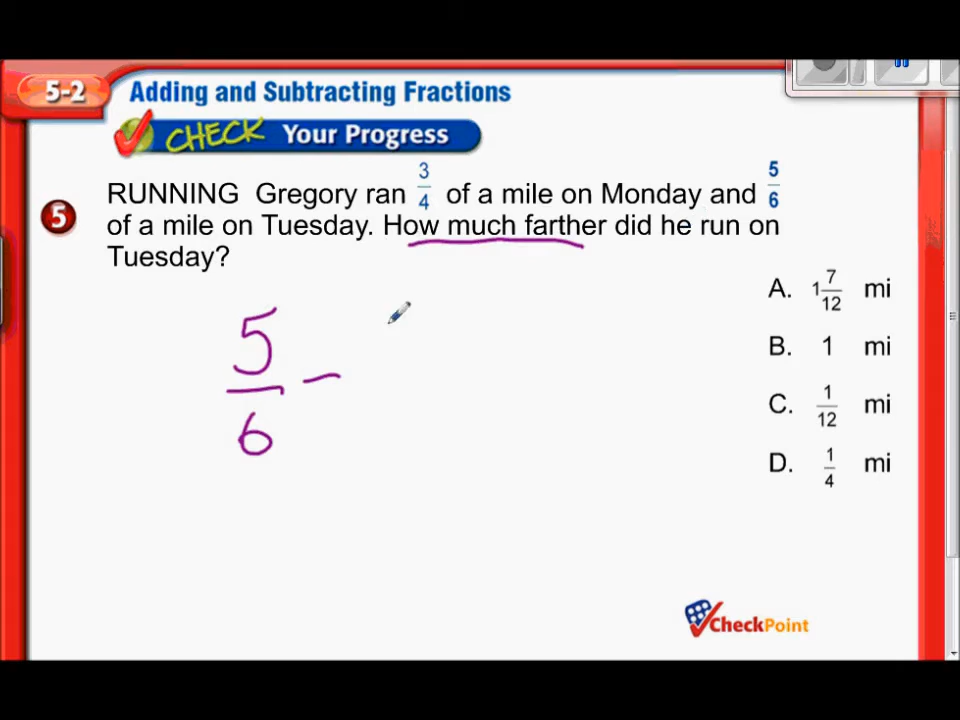 5-2 Adding and Subtracting Fractions
CHECK Your Progress
5 RUNNING Gregory ran 3/4 of a mile on Monday and 5/6
of a mile on Tuesday. How much farther did he run on
Tuesday?
A. 1 7/12 mi
B. 1 mi
C. 1/12 mi
D. 1/4 mi
5/6 −
CheckPoint